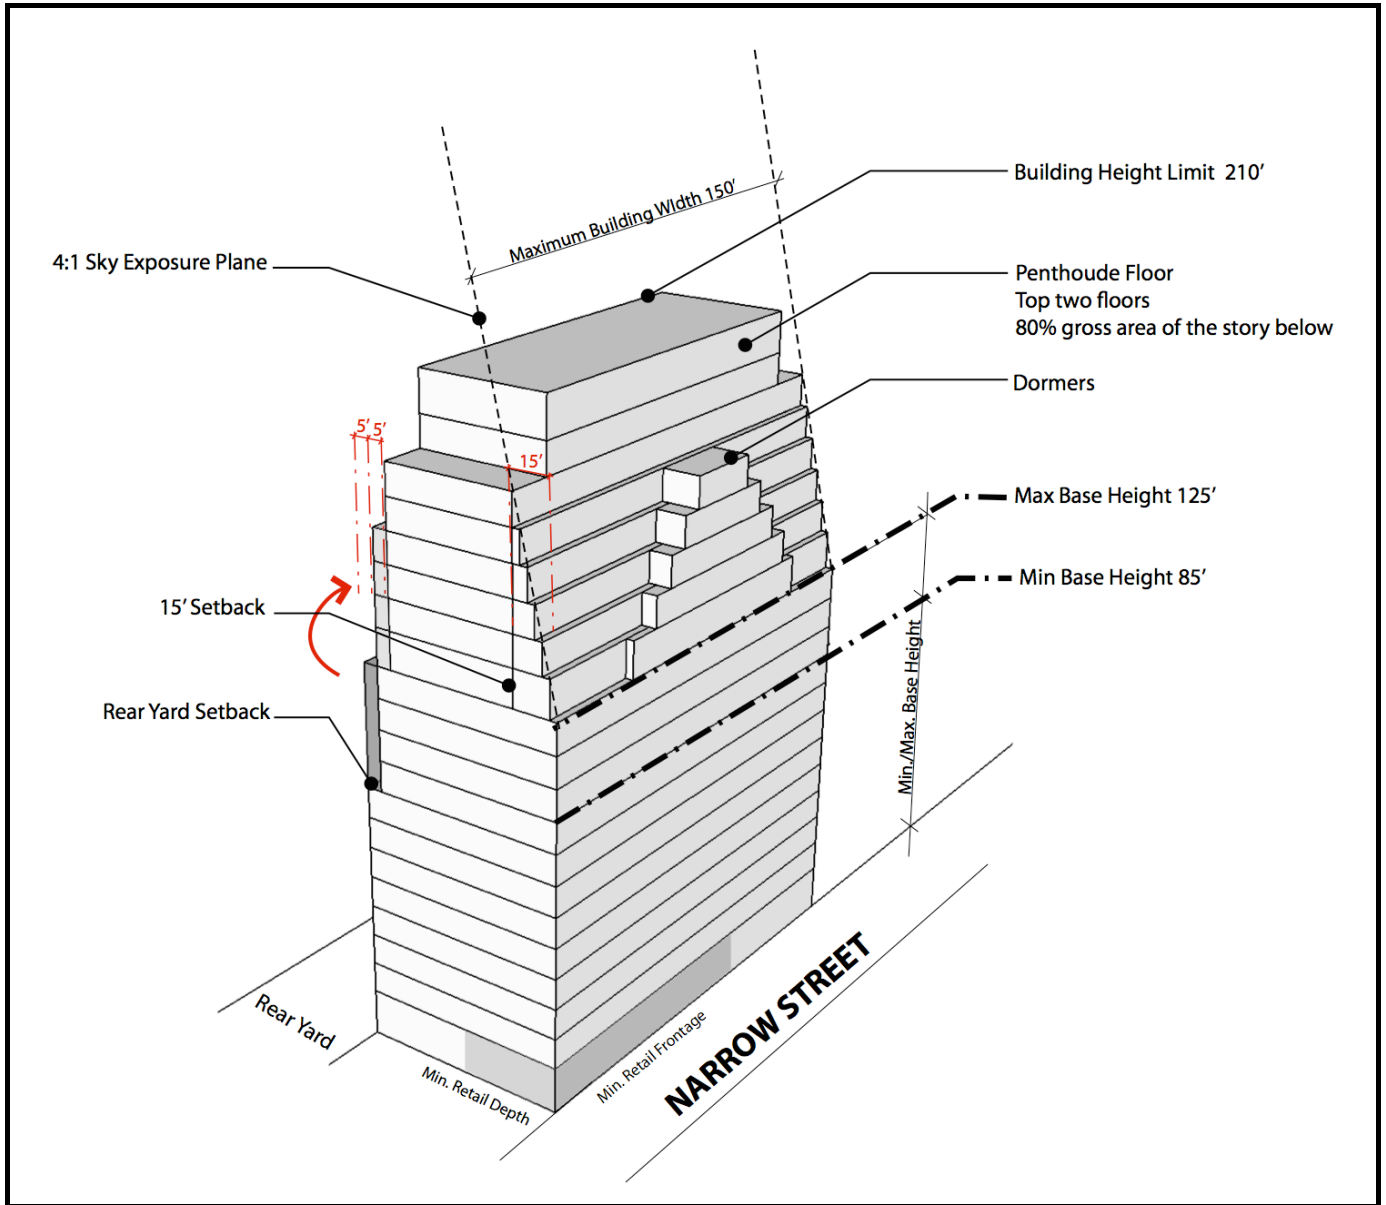 Maximum Building WIdth 150’
Building Height Limit 210’
4:1 Sky Exposure Plane
Penthoude Floor
Top two floors
80% gross area of the story below
Dormers
5’ 5’
15’
Max Base Height 125’
Min Base Height 85’
15’ Setback
Rear Yard Setback
Min./Max. Base Height
Rear Yard
Min. Retail Depth
Min. Retail Frontage
NARROW STREET